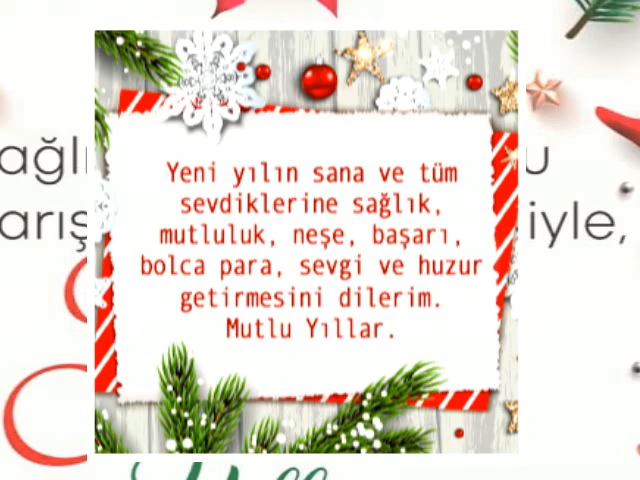 Yeni yılın sana ve tüm
sevdiklerine sağlık,
mutluluk, neşe, başarı,
bolca para, sevgi ve huzur
getirmesini dilerim.
Mutlu Yıllar.
iyle,